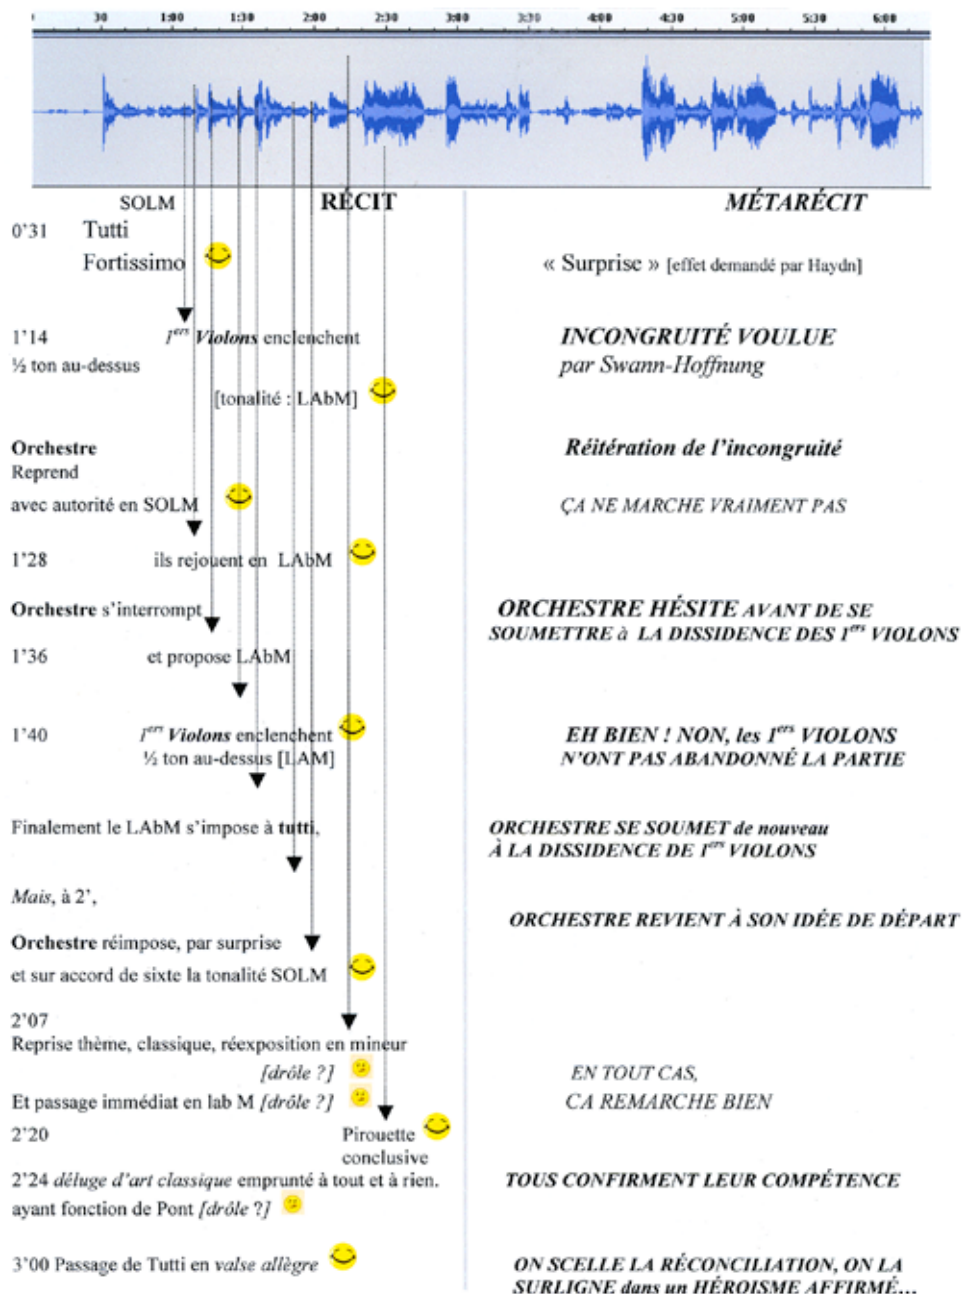 30 1:00 1:30 2:00 2:30 3:00 3:30 4:00 4:30 5:00 5:30 6:00
SOLM RÉCIT MÉTARÉCIT
0’31 Tutti
Fortissimo « Surprise » [effet demandé par Haydn]
1’14 1ers Violons enclenchent INCONGRUITÉ VOULUE
½ ton au-dessus par Swann-Hoffnung
[tonalité : LAbM]
Orchestre Réitération de l’incongruité
Reprend
avec autorité en SOLM ÇA NE MARCHE VRAIMENT PAS
1’28 ils rejouent en LAbM
Orchestre s’interrompt ORCHESTRE HÉSITE AVANT DE SE
SOUMETTRE à LA DISSIDENCE DES 1ers VIOLONS
1’36 et propose LAbM
1’40 1ers Violons enclenchent EH BIEN ! NON, les 1ers VIOLONS
½ ton au-dessus [LAM] N’ONT PAS ABANDONNÉ LA PARTIE
Finalement le LAbM s’impose à tutti, ORCHESTRE SE SOUMET de nouveau
À LA DISSIDENCE DE 1ers VIOLONS
Mais, à 2’,
ORCHESTRE REVIENT À SON IDÉE DE DÉPART
Orchestre réimpose, par surprise
et sur accord de sixte la tonalité SOLM
2’07
Reprise thème, classique, réexposition en mineur
[drôle ?] EN TOUT CAS,
Et passage immédiat en lab M [drôle ?] CA REMARCHE BIEN
2’20 Pirouette
conclusive
2’24 déluge d’art classique emprunté à tout et à rien. TOUS CONFIRMENT LEUR COMPÉTENCE
ayant fonction de Pont [drôle ?]
3’00 Passage de Tutti en valse allègre ON SCELLE LA RÉCONCILIATION, ON LA
SURLIGNE dans un HÉROISME AFFIRMÉ…